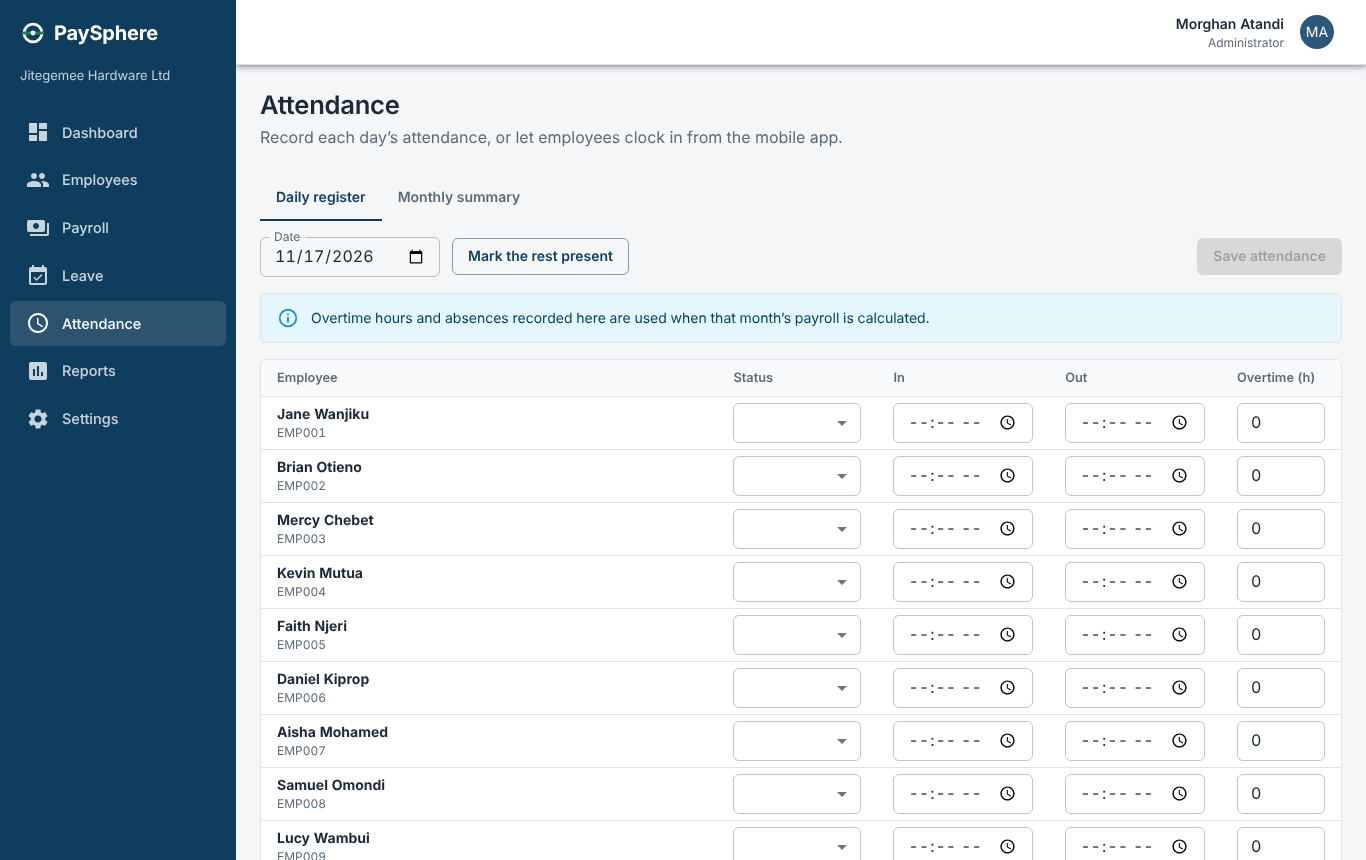 PaySphere
Jitegemee Hardware Ltd
Dashboard
Employees
Payroll
Leave
Attendance
Reports
Settings
Morghan Atandi
Administrator
MA
Attendance
Record each day’s attendance, or let employees clock in from the mobile app.
Daily register Monthly summary
Date
11/17/2026
Mark the rest present
Save attendance
Overtime hours and absences recorded here are used when that month’s payroll is calculated.
Employee Status In Out Overtime (h)
Jane Wanjiku
EMP001
--:-- -- --:-- -- 0
Brian Otieno
EMP002
--:-- -- --:-- -- 0
Mercy Chebet
EMP003
--:-- -- --:-- -- 0
Kevin Mutua
EMP004
--:-- -- --:-- -- 0
Faith Njeri
EMP005
--:-- -- --:-- -- 0
Daniel Kiprop
EMP006
--:-- -- --:-- -- 0
Aisha Mohamed
EMP007
--:-- -- --:-- -- 0
Samuel Omondi
EMP008
--:-- -- --:-- -- 0
Lucy Wambui
EMP009
--:-- -- --:-- -- 0